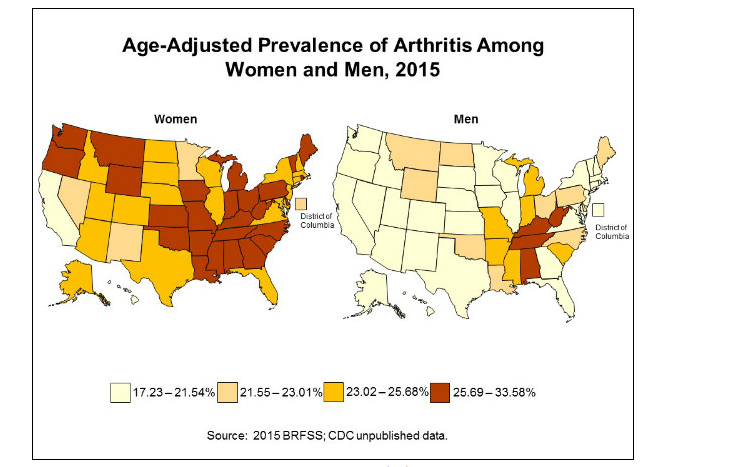 Age-Adjusted Prevalence of Arthritis Among
Women and Men, 2015
Women
Men
District of
Columbia
District of
Columbia
17.23 – 21.54% 21.55 – 23.01% 23.02 – 25.68% 25.69 – 33.58%
Source: 2015 BRFSS; CDC unpublished data.